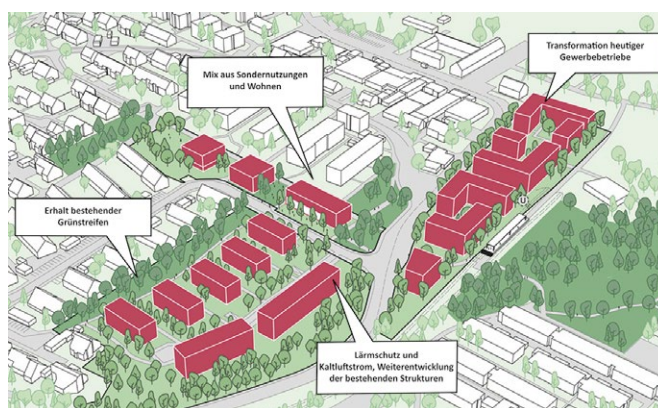 Transformation heutiger
Gewerbebetriebe
Mix aus Sondernutzungen
und Wohnen
U
Erhalt bestehender
Grünstreifen
Lärmschutz und
Kaltluftstrom, Weiterentwicklung
der bestehenden Strukturen